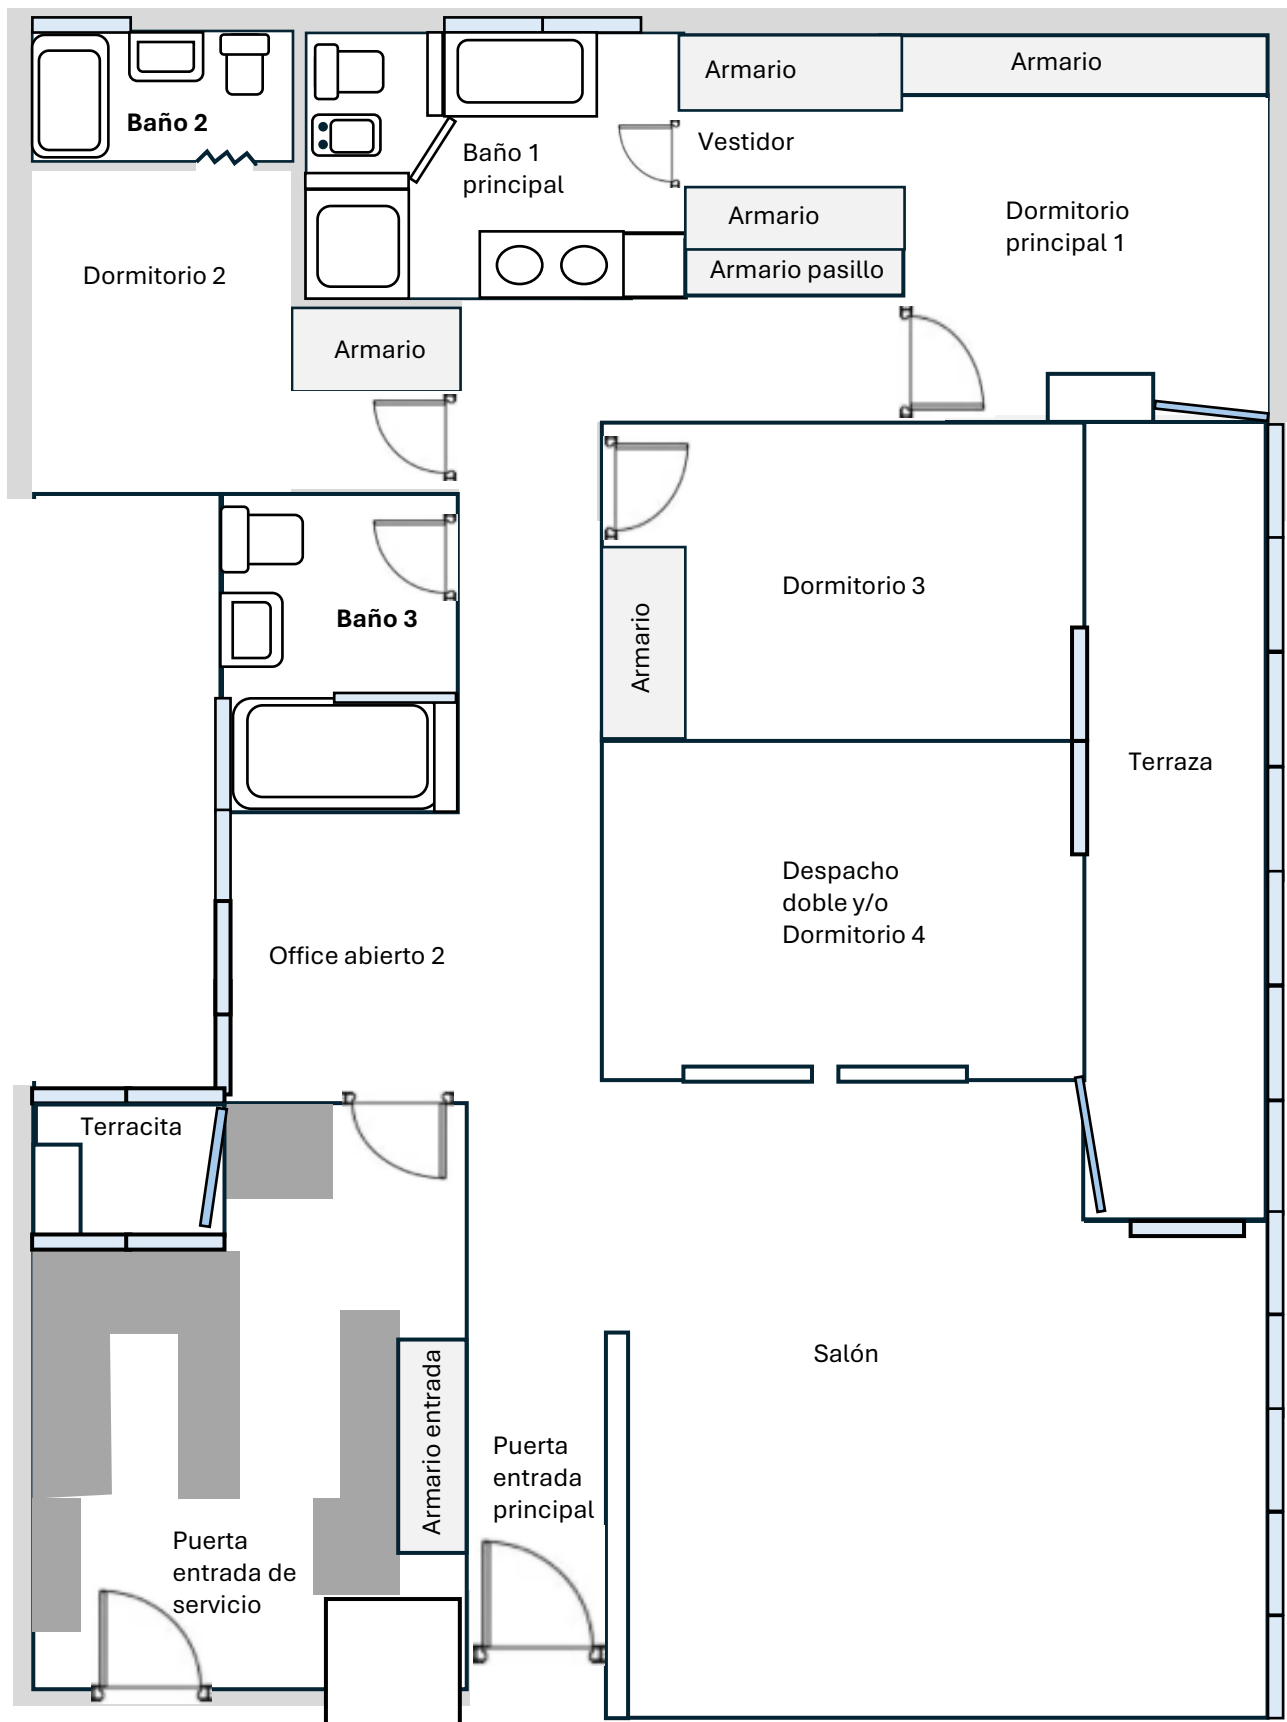 Armario
Armario
Baño 2
Vestidor
Baño 1
principal
Armario
Dormitorio
principal 1
Dormitorio 2
Armario pasillo
Armario
Dormitorio 3
Baño 3
Armario
Terraza
Despacho
doble y/o
Dormitorio 4
Office abierto 2
Terracita
Salón
Armario entrada
Puerta
entrada
principal
Puerta
entrada de
servicio